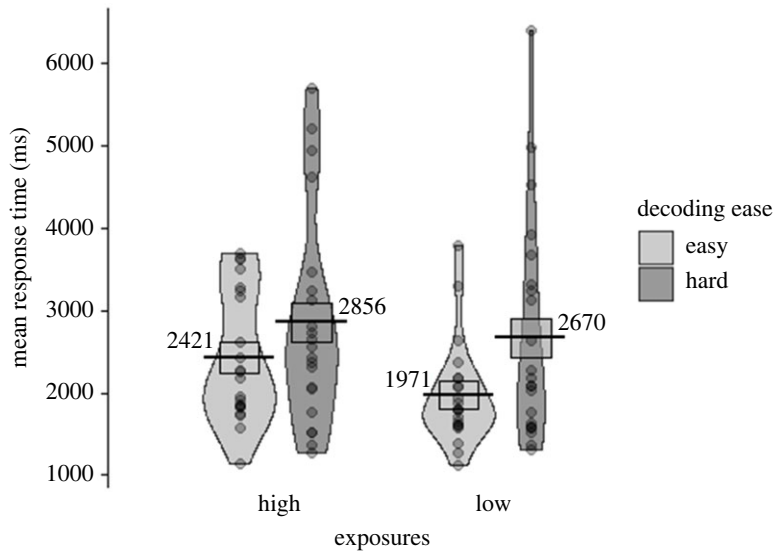 6000
5000
4000
3000
2000
1000
mean response time (ms)
2421
2856
1971
2670
high
low
exposures
decoding ease
easy
hard